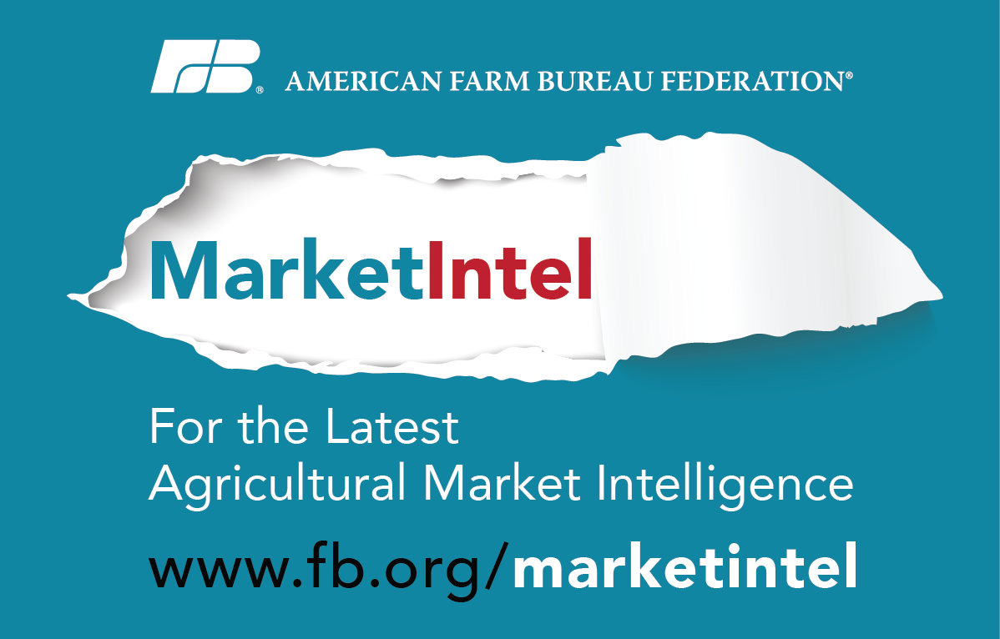 FB® AMERICAN FARM BUREAU FEDERATION®
MarketIntel
For the Latest
Agricultural Market Intelligence
www.fb.org/marketintel